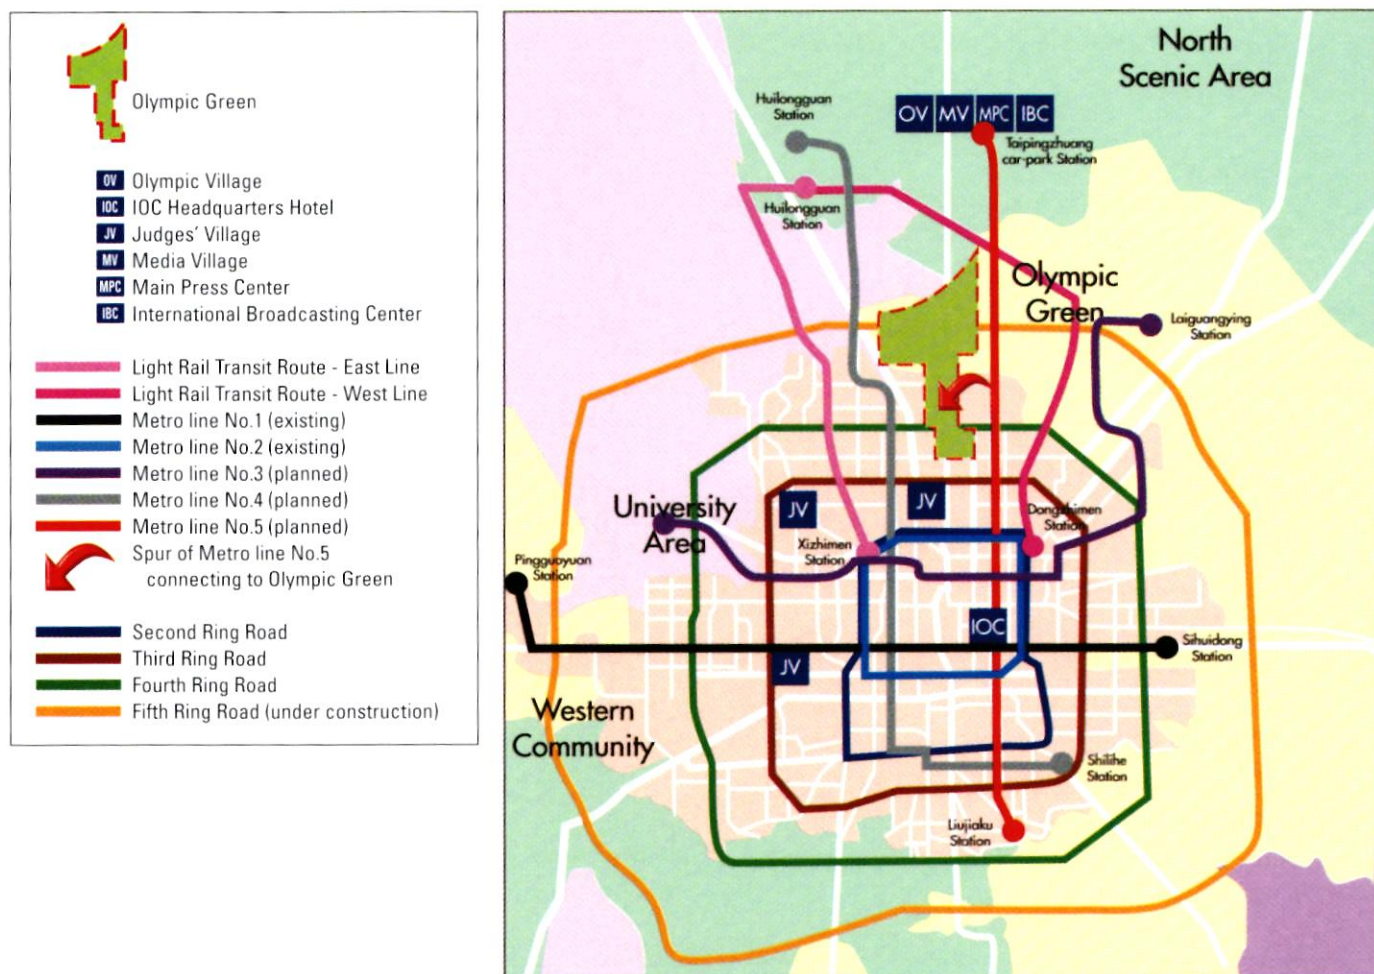 Olympic Green
OV Olympic Village
IOC IOC Headquarters Hotel
JV Judges' Village
MV Media Village
MPC Main Press Center
IBC International Broadcasting Center
Light Rail Transit Route - East Line
Light Rail Transit Route - West Line
Metro line No.1 (existing)
Metro line No.2 (existing)
Metro line No.3 (planned)
Metro line No.4 (planned)
Metro line No.5 (planned)
Spur of Metro line No.5
connecting to Olympic Green
Second Ring Road
Third Ring Road
Fourth Ring Road
Fifth Ring Road (under construction)
North
Scenic Area
Huilongguan
Station
OV MV MPC IBC
Taipingzhuang
car-park Station
Huilongguan
Station
Olympic
Green
Laiguangying
Station
University
Area
JV
JV
Dongzhimen
Station
Xizhimen
Station
Pingguoyuan
Station
IOC
Sihuidong
Station
JV
Western
Community
Shilihe
Station
Liujiaku
Station